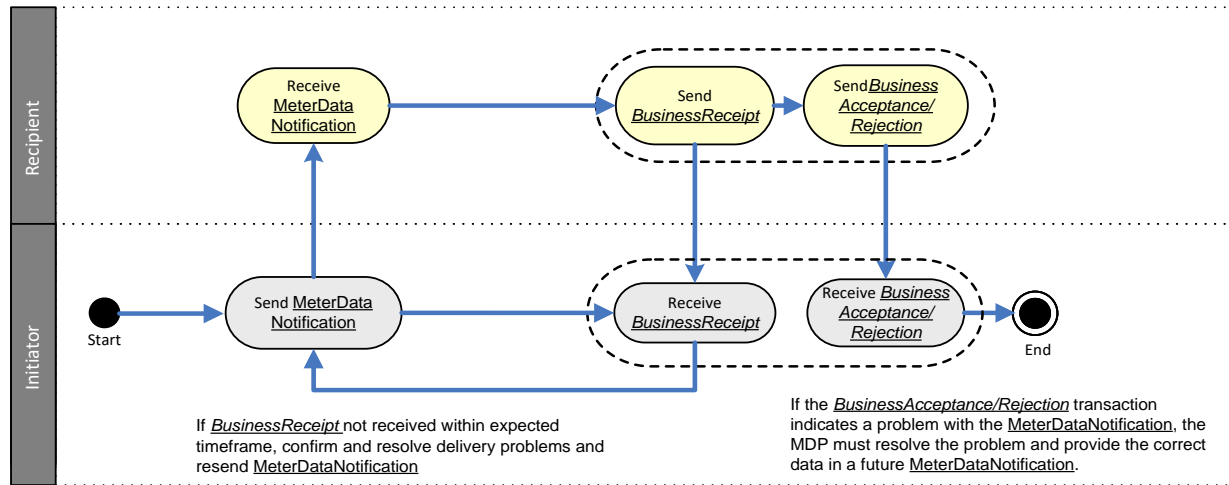 Recipient
Receive
MeterData
Notification
Send
BusinessReceipt
SendBusiness
Acceptance/
Rejection
Initiator
Start
Send MeterData
Notification
Receive
BusinessReceipt
Receive Business
Acceptance/
Rejection
End
If BusinessReceipt not received within expected
timeframe, confirm and resolve delivery problems and
resend MeterDataNotification
If the BusinessAcceptance/Rejection transaction
indicates a problem with the MeterDataNotification, the
MDP must resolve the problem and provide the correct
data in a future MeterDataNotification.